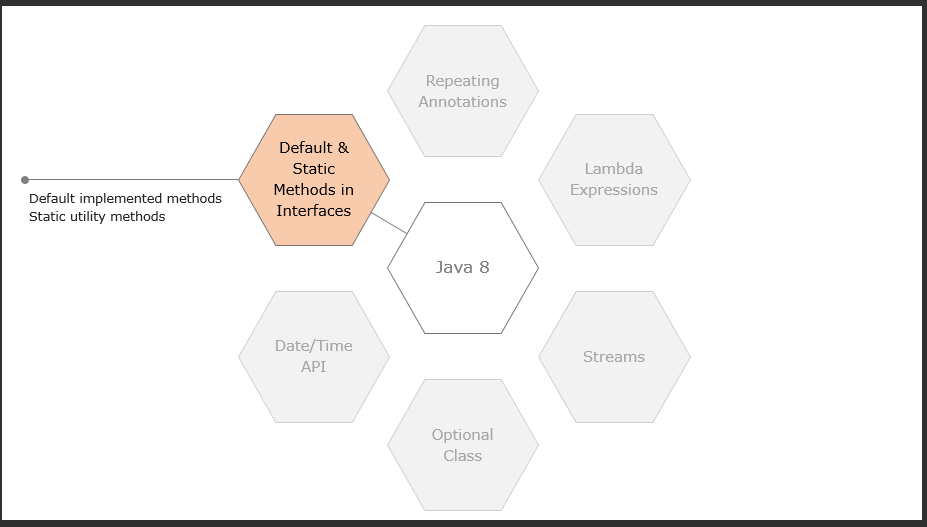 Repeating
Annotations
Default &
Static
Methods in
Interfaces
Lambda
Expressions
Default implemented methods
Static utility methods
Java 8
Date/Time
API
Streams
Optional
Class